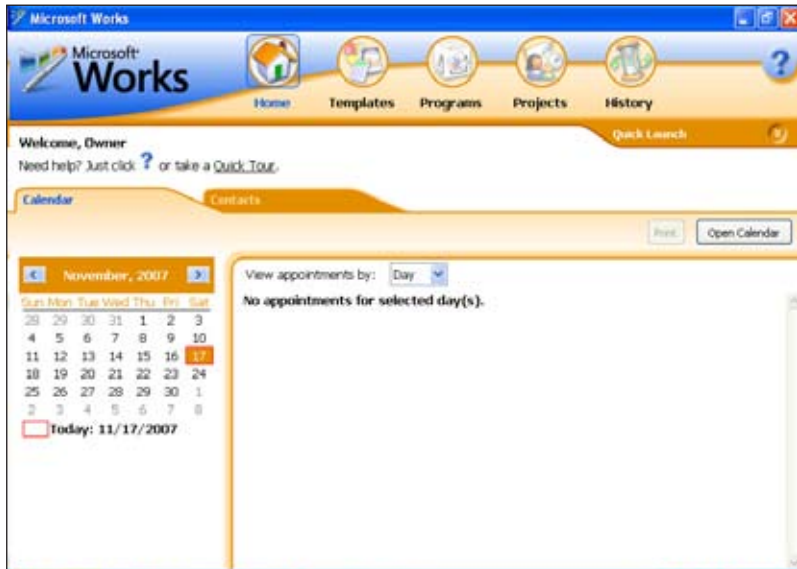 Microsoft Works
Microsoft
Works
Home Templates Programs Projects History
?
Quick Launch
Welcome, Owner
Need help? Just click ? or take a Quick Tour.
Calendar Contacts
Print Open Calendar
November, 2007
View appointments by: Day
Sun Mon Tue Wed Thu Fri Sat
No appointments for selected day(s).
28 29 30 31 1 2 3
4 5 6 7 8 9 10
11 12 13 14 15 16 17
18 19 20 21 22 23 24
25 26 27 28 29 30 1
2 3 4 5 6 7 8
Today: 11/17/2007